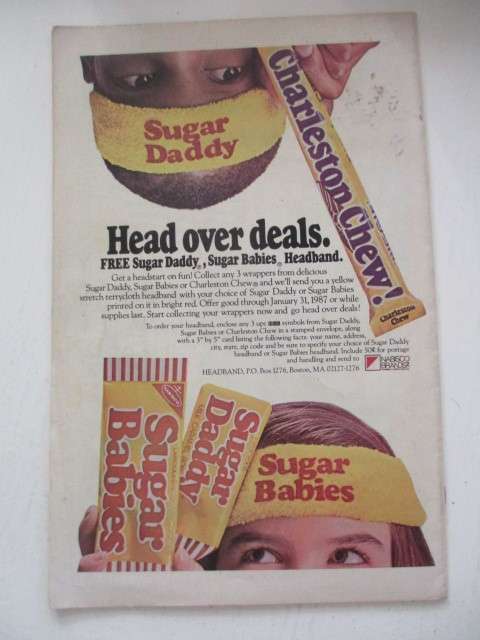 Sugar
Daddy
Charleston Chew!
Charleston
Chew
Head over deals.
FREE Sugar Daddy®, Sugar Babies® Headband.
Get a headstart on fun! Collect any 3 wrappers from delicious
Sugar Daddy, Sugar Babies or Charleston Chew® and we'll send you a yellow
stretch terrycloth headband with your choice of Sugar Daddy or Sugar Babies
printed on it in bright red. Offer good through January 31, 1987 or while
supplies last. Start collecting your wrappers now and go head over deals!
To order your headband, enclose any 3 ups symbols from Sugar Daddy,
Sugar Babies or Charleston Chew in a stamped envelope, along
with a 3" by 5" card listing the following facts: your name, address,
city, state, zip code and be sure to specify your choice of Sugar Daddy
headband or Sugar Babies headband. Include 50¢ for postage
and handling and send to
HEADBAND, P.O. Box 1276, Boston, MA 02127-1276
NABISCO
BRANDS
NABISCO
Sugar
Babies
Sugar
Daddy
Sugar
Babies